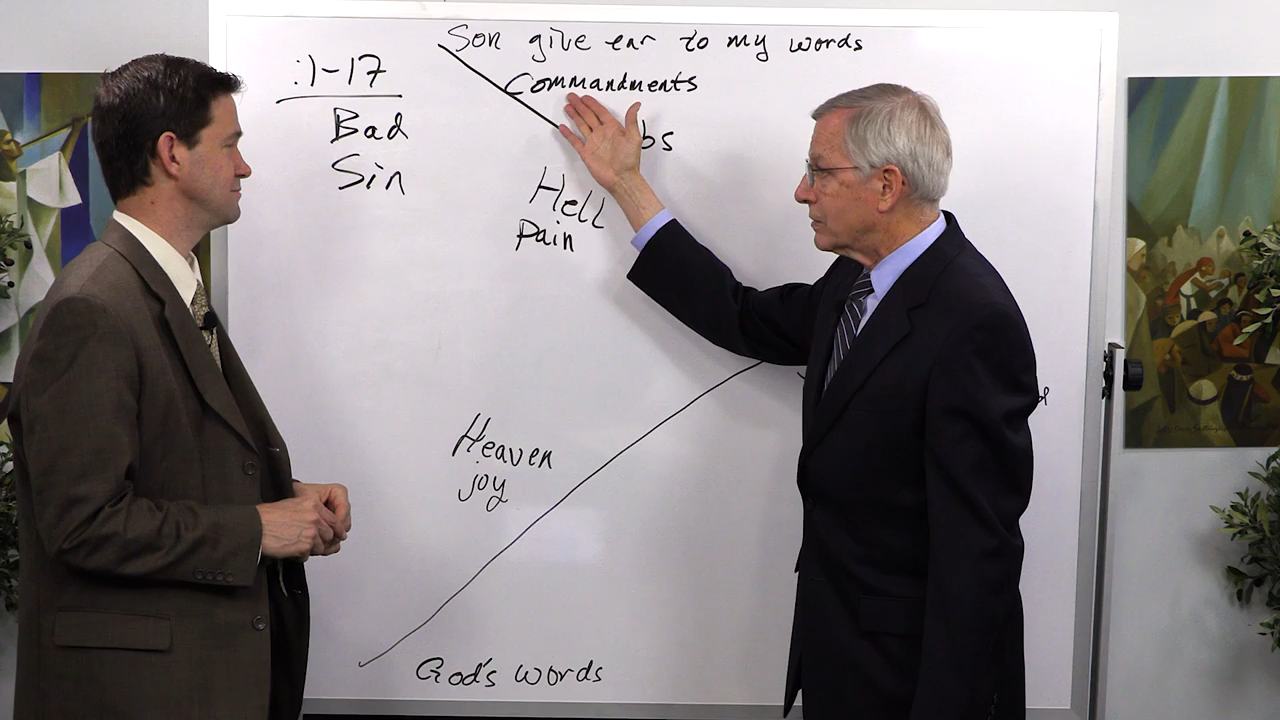 Son give ear to my words
:1-17
Commandments
Bad
Sin
Hell
Pain
Heaven
joy
God's words